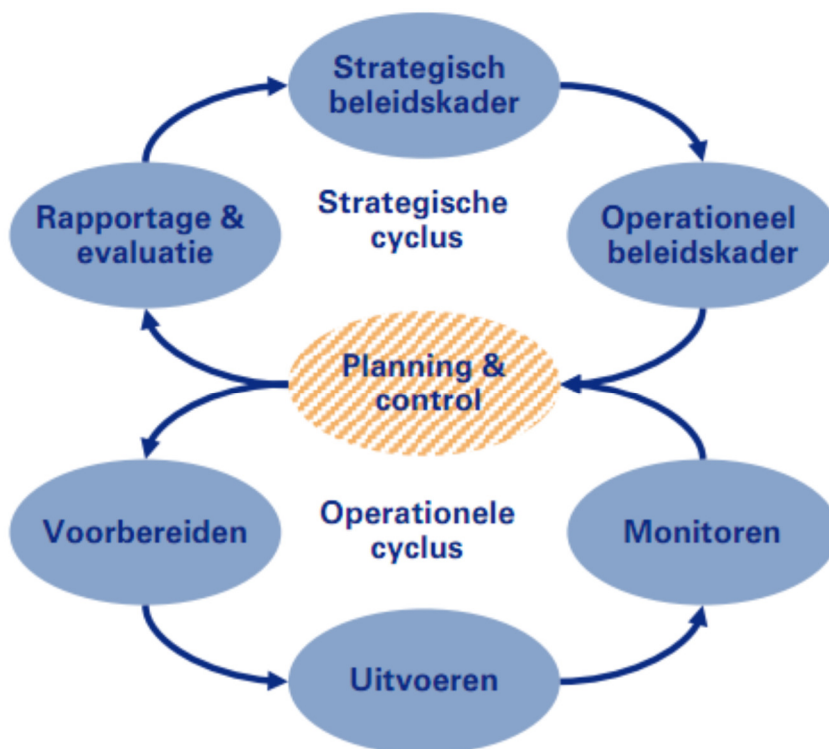 Strategisch
beleidskader
Rapportage &
evaluatie
Strategische
cyclus
Operationeel
beleidskader
Planning &
control
Voorbereiden
Operationele
cyclus
Monitoren
Uitvoeren